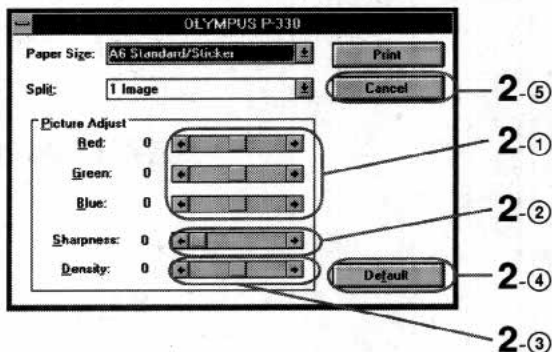 OLYMPUS P-330
Paper Size: A6 Standard/Sticker Print
Split: 1 Image Cancel
2-⑤
Picture Adjust
2-①
Red: 0
Green: 0
Blue: 0
2-②
Sharpness: 0
Density: 0 Default
2-④
2-③